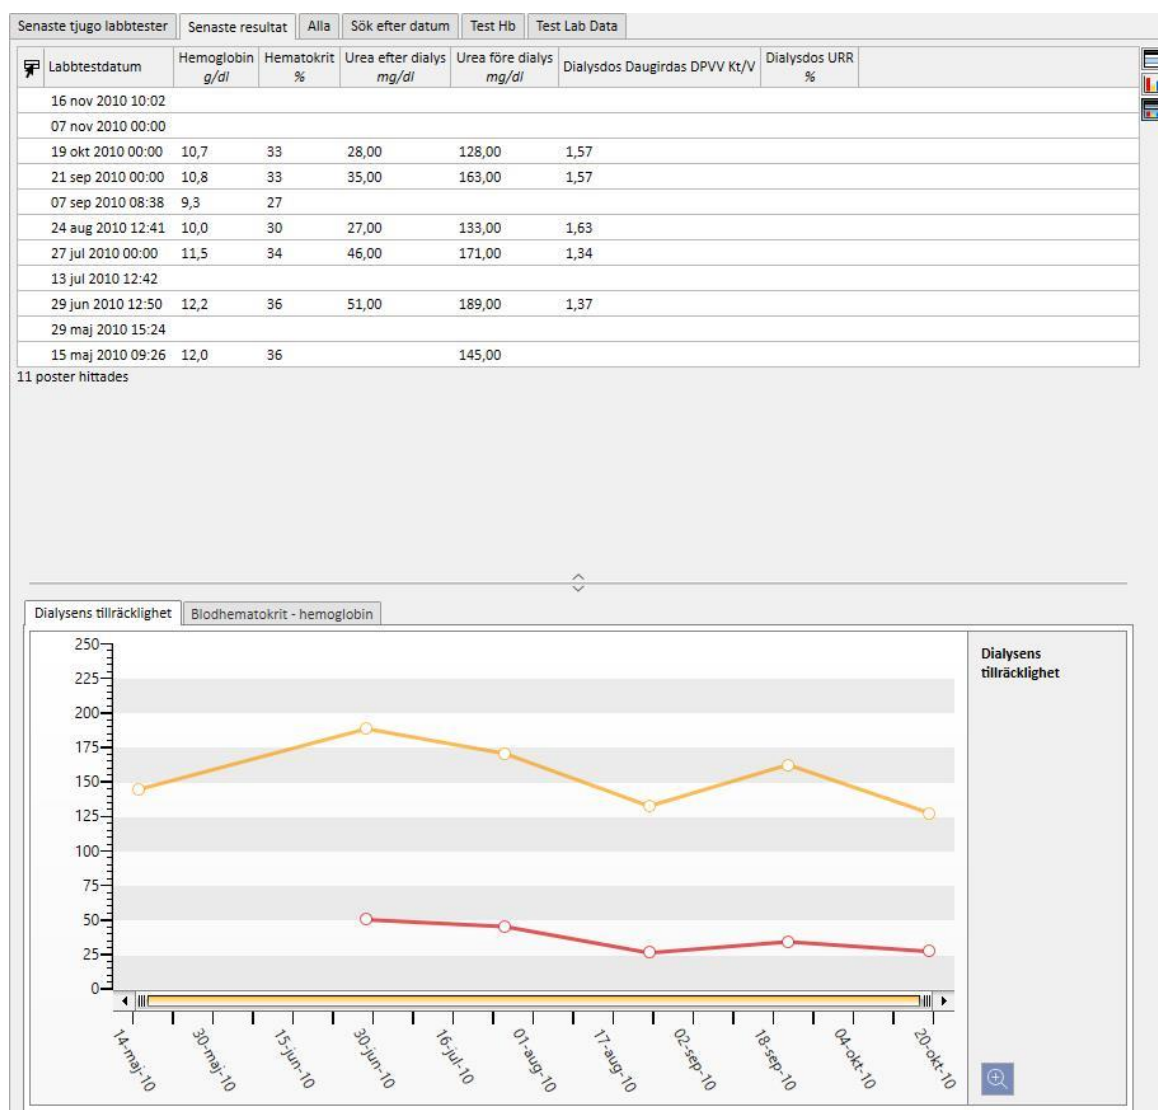 Senaste tjugo labbtester Senaste resultat Alla Sök efter datum Test Hb Test Lab Data
Labbtestdatum Hemoglobin g/dl Hematokrit % Urea efter dialys mg/dl Urea före dialys mg/dl Dialysdos Daugirdas DPVV Kt/V Dialysdos URR %
16 nov 2010 10:02
07 nov 2010 00:00
19 okt 2010 00:00 10,7 33 28,00 128,00 1,57
21 sep 2010 00:00 10,8 33 35,00 163,00 1,57
07 sep 2010 08:38 9,3 27
24 aug 2010 12:41 10,0 30 27,00 133,00 1,63
27 jul 2010 00:00 11,5 34 46,00 171,00 1,34
13 jul 2010 12:42
29 jun 2010 12:50 12,2 36 51,00 189,00 1,37
29 maj 2010 15:24
15 maj 2010 09:26 12,0 36 145,00
11 poster hittades
Dialysens tillräcklighet Blodhematokrit - hemoglobin
Dialysens
tillräcklighet
250
225
200
175
150
125
100
75
50
25
0
14-maj-10 30-maj-10 15-jun-10 30-jun-10 16-jul-10 01-aug-10 17-aug-10 02-sep-10 18-sep-10 04-okt-10 20-okt-10